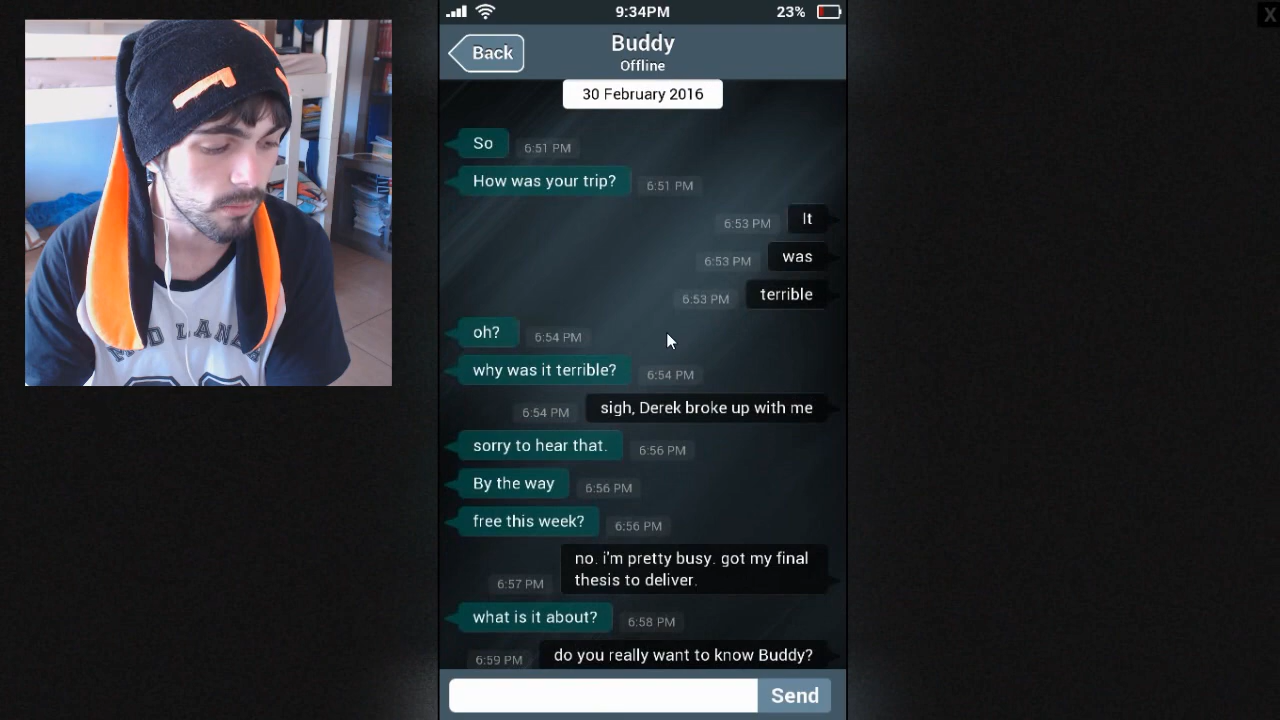 9:34PM
23%
X
Back
Buddy
Offline
30 February 2016
So
6:51 PM
How was your trip?
6:51 PM
6:53 PM
It
6:53 PM
was
6:53 PM
terrible
oh?
6:54 PM
why was it terrible?
6:54 PM
6:54 PM
sigh, Derek broke up with me
sorry to hear that.
6:56 PM
By the way
6:56 PM
free this week?
6:56 PM
no. i'm pretty busy. got my final
thesis to deliver.
6:57 PM
what is it about?
6:58 PM
6:59 PM
do you really want to know Buddy?
Send